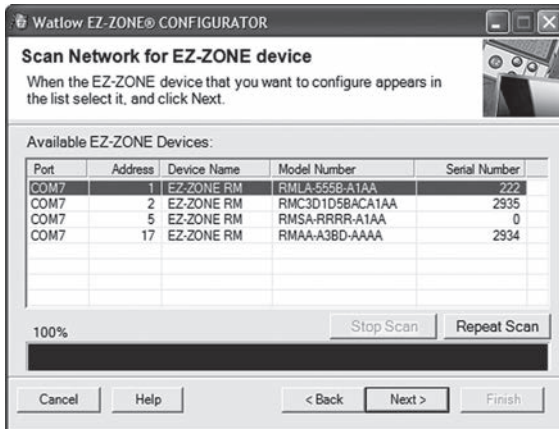 Watlow EZ-ZONE® CONFIGURATOR
Scan Network for EZ-ZONE device
When the EZ-ZONE device that you want to configure appears in
the list select it, and click Next.
Available EZ-ZONE Devices:
Port Address Device Name Model Number Serial Number
COM7 1 EZ-ZONE RM RMLA-555B-A1AA 222
COM7 2 EZ-ZONE RM RMC3D1D5BACA1AA 2935
COM7 5 EZ-ZONE RM RMSA-RRRR-A1AA 0
COM7 17 EZ-ZONE RM RMAA-A3BD-AAAA 2934
100% Stop Scan Repeat Scan
Cancel Help < Back Next > Finish